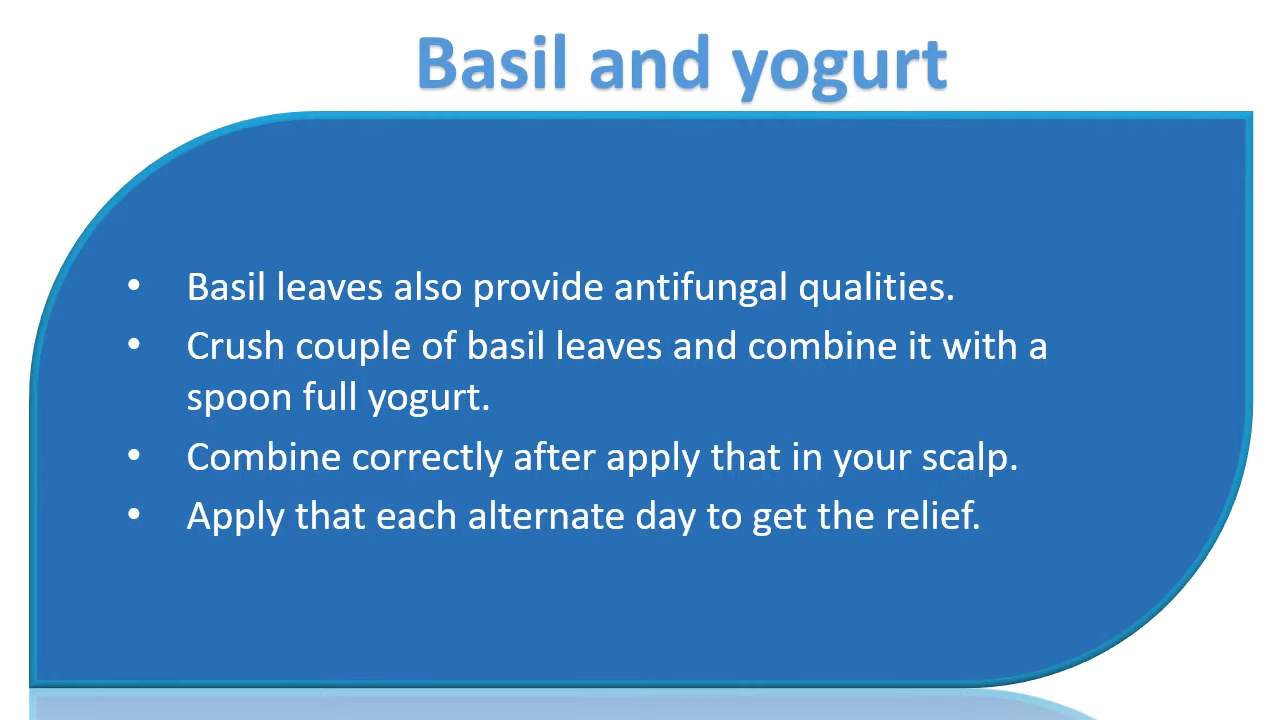 Basil and yogurt
• Basil leaves also provide antifungal qualities.
• Crush couple of basil leaves and combine it with a
spoon full yogurt.
• Combine correctly after apply that in your scalp.
• Apply that each alternate day to get the relief.